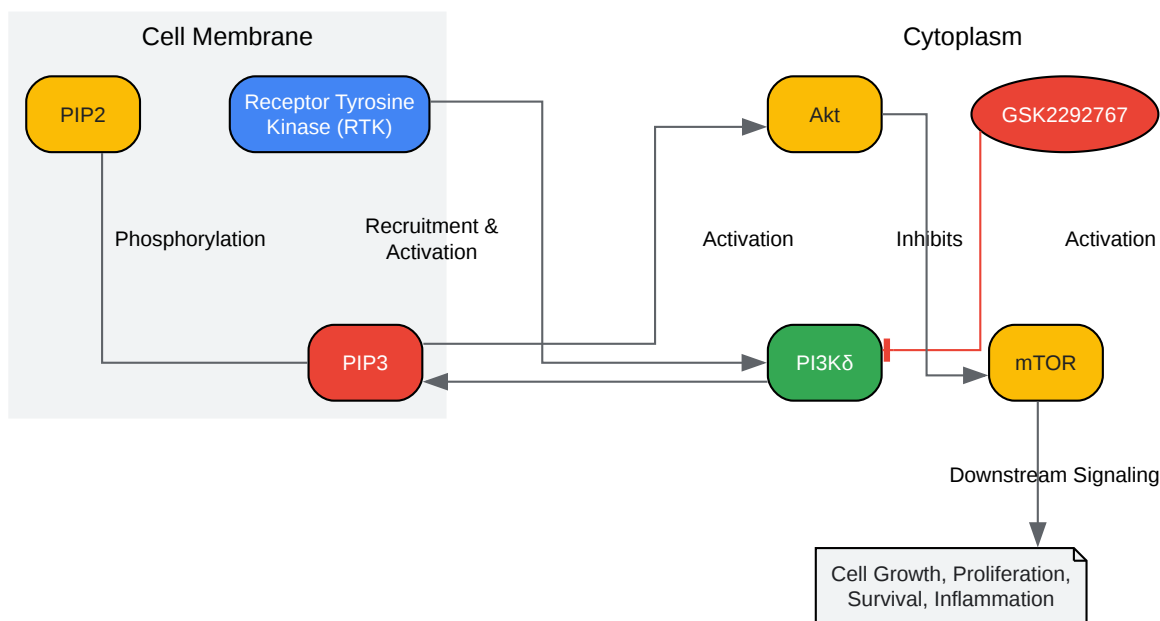 Cell Membrane
Cytoplasm
PIP2
Receptor Tyrosine
Kinase (RTK)
Akt
GSK2292767
Phosphorylation
Recruitment &
Activation
Activation
Inhibits
Activation
PIP3
PI3Kδ
mTOR
Downstream Signaling
Cell Growth, Proliferation,
Survival, Inflammation